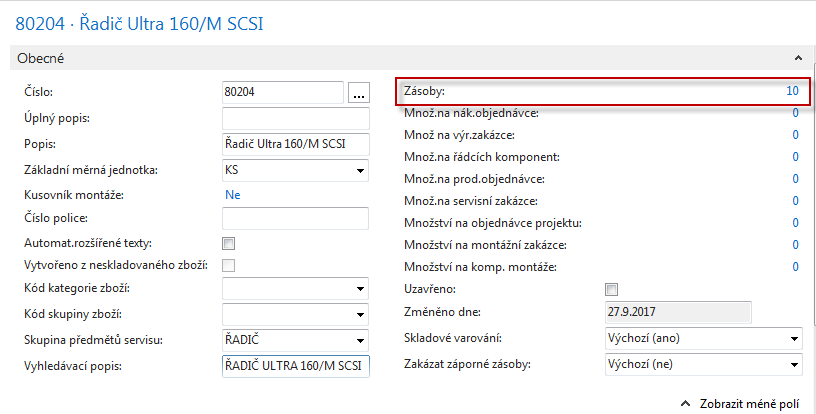 80204 · Řadič Ultra 160/M SCSI
Obecné
Číslo: 80204 ...
Úplný popis:
Popis: Řadič Ultra 160/M SCSI
Základní měrná jednotka: KS
Kusovník montáže: Ne
Číslo police:
Automat.rozšířené texty:
Vytvořeno z neskladovaného zboží:
Kód kategorie zboží:
Kód skupiny zboží:
Skupina předmětů servisu: ŘADIČ
Vyhledávací popis: ŘADIČ ULTRA 160/M SCSI
Zásoby: 10
Množ.na nák.objednávce: 0
Množ.na výr.zakázce: 0
Množ.na řádcích komponent: 0
Množ.na prod.objednávce: 0
Množ.na servisní zakázce: 0
Množství na objednávce projektu: 0
Množství na montážní zakázce: 0
Množství na komp. montáže: 0
Uzavřeno:
Změněno dne: 27.9.2017
Skladové varování: Výchozí (ano)
Zakázat záporné zásoby: Výchozí (ne)
Zobrazit méně polí